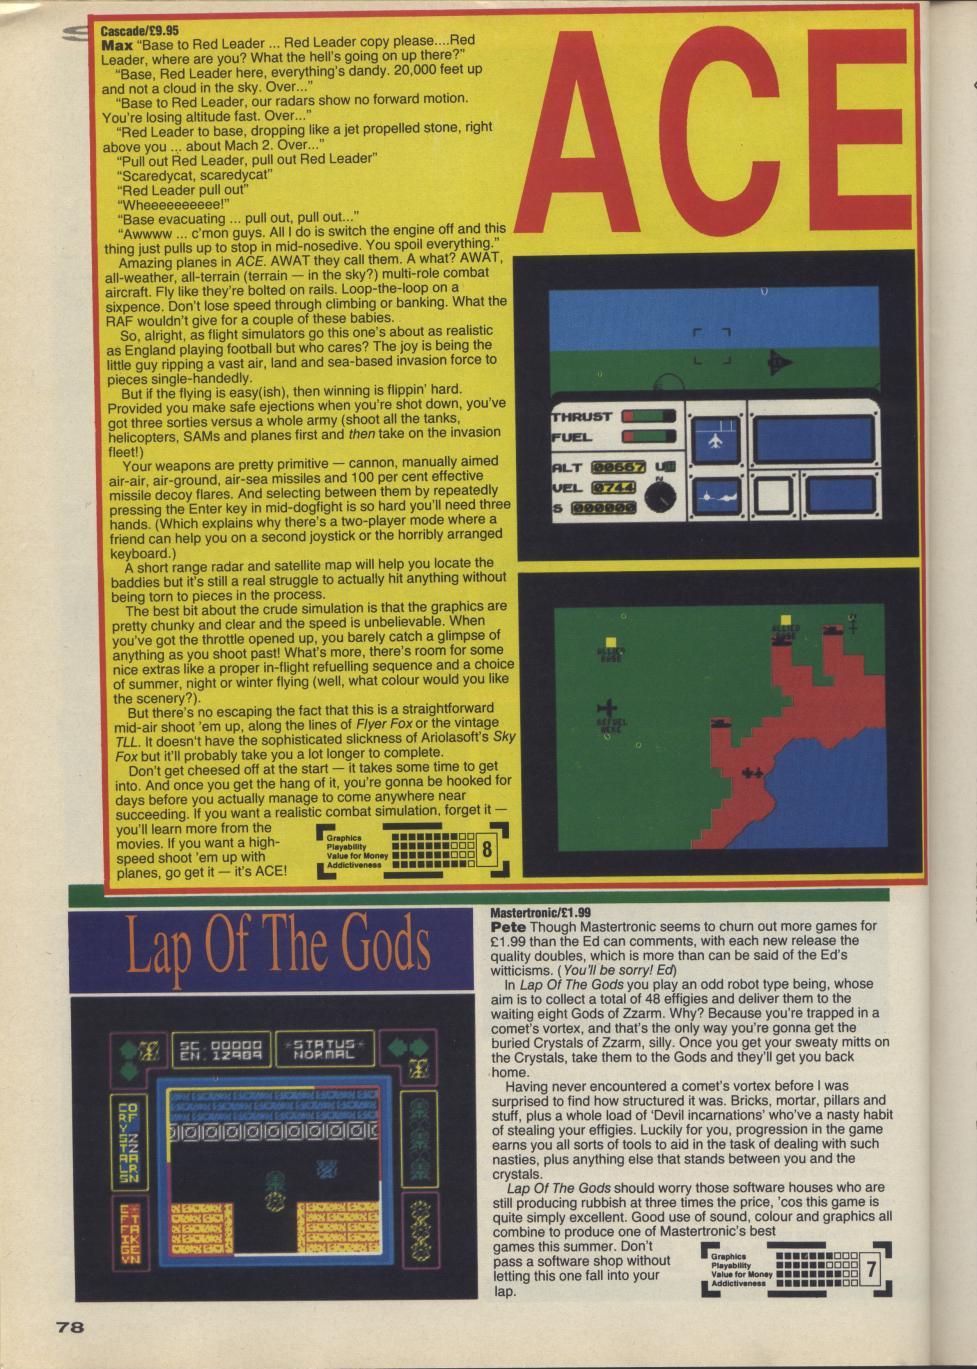 Cascade/£9.95
Max “Base to Red Leader ... Red Leader copy please....Red
Leader, where are you? What the hell's going on up there?”
“Base, Red Leader here, everything's dandy. 20,000 feet up
and not a cloud in the sky. Over...”
“Base to Red Leader, our radars show no forward motion.
You're losing altitude fast. Over...”
“Red Leader to base, dropping like a jet propelled stone, right
above you ... about Mach 2. Over...”
“Pull out Red Leader, pull out Red Leader”
“Scaredycat, scaredycat”
“Red Leader pull out”
“Wheeeeeeeeee!”
“Base evacuating ... pull out, pull out...”
“Awwww ... c'mon guys. All I do is switch the engine off and this
thing just pulls up to stop in mid-nosedive. You spoil everything.”
Amazing planes in ACE. AWAT they call them. A what? AWAT,
all-weather, all-terrain (terrain — in the sky?) multi-role combat
aircraft. Fly like they're bolted on rails. Loop-the-loop on a
sixpence. Don't lose speed through climbing or banking. What the
RAF wouldn't give for a couple of these babies.
So, alright, as flight simulators go this one's about as realistic
as England playing football but who cares? The joy is being the
little guy ripping a vast air, land and sea-based invasion force to
pieces single-handedly.
But if the flying is easy(ish), then winning is flippin' hard.
Provided you make safe ejections when you're shot down, you've
got three sorties versus a whole army (shoot all the tanks,
helicopters, SAMs and planes first and then take on the invasion
fleet!)
Your weapons are pretty primitive — cannon, manually aimed
air-air, air-ground, air-sea missiles and 100 per cent effective
missile decoy flares. And selecting between them by repeatedly
pressing the Enter key in mid-dogfight is so hard you'll need three
hands. (Which explains why there's a two-player mode where a
friend can help you on a second joystick or the horribly arranged
keyboard.)
A short range radar and satellite map will help you locate the
baddies but it's still a real struggle to actually hit anything without
being torn to pieces in the process.
The best bit about the crude simulation is that the graphics are
pretty chunky and clear and the speed is unbelievable. When
you've got the throttle opened up, you barely catch a glimpse of
anything as you shoot past! What's more, there's room for some
nice extras like a proper in-flight refuelling sequence and a choice
of summer, night or winter flying (well, what colour would you like
the scenery?).
But there's no escaping the fact that this is a straightforward
mid-air shoot 'em up, along the lines of Flyer Fox or the vintage
TLL. It doesn't have the sophisticated slickness of Ariolasoft's Sky
Fox but it'll probably take you a lot longer to complete.
Don't get cheesed off at the start — it takes some time to get
into. And once you get the hang of it, you're gonna be hooked for
days before you actually manage to come anywhere near
succeeding. If you want a realistic combat simulation, forget it —
you'll learn more from the
movies. If you want a high-
speed shoot 'em up with
planes, go get it — it's ACE!
Graphics
Playability
Value for Money
Addictiveness
8
ACE
THRUST
FUEL
ALT 00667
VEL 0744
N
S 000000
ALLIED
BASE
ALLIED
BASE
REFUEL
HERE
Lap Of The Gods
SC. 00000
EN. 12989
STATUS
NORMAL
CRYSTALS
OF ZZARM
EFFIGY
TAKEN
Mastertronic/£1.99
Pete Though Mastertronic seems to churn out more games for
£1.99 than the Ed can comments, with each new release the
quality doubles, which is more than can be said of the Ed's
witticisms. (You'll be sorry! Ed)
In Lap Of The Gods you play an odd robot type being, whose
aim is to collect a total of 48 effigies and deliver them to the
waiting eight Gods of Zzarm. Why? Because you're trapped in a
comet's vortex, and that's the only way you're gonna get the
buried Crystals of Zzarm, silly. Once you get your sweaty mitts on
the Crystals, take them to the Gods and they'll get you back
home.
Having never encountered a comet's vortex before I was
surprised to find how structured it was. Bricks, mortar, pillars and
stuff, plus a whole load of 'Devil incarnations' who've a nasty habit
of stealing your effigies. Luckily for you, progression in the game
earns you all sorts of tools to aid in the task of dealing with such
nasties, plus anything else that stands between you and the
crystals.
Lap Of The Gods should worry those software houses who are
still producing rubbish at three times the price, 'cos this game is
quite simply excellent. Good use of sound, colour and graphics all
combine to produce one of Mastertronic's best
games this summer. Don't
pass a software shop without
letting this one fall into your
lap.
Graphics
Playability
Value for Money
Addictiveness
7
78